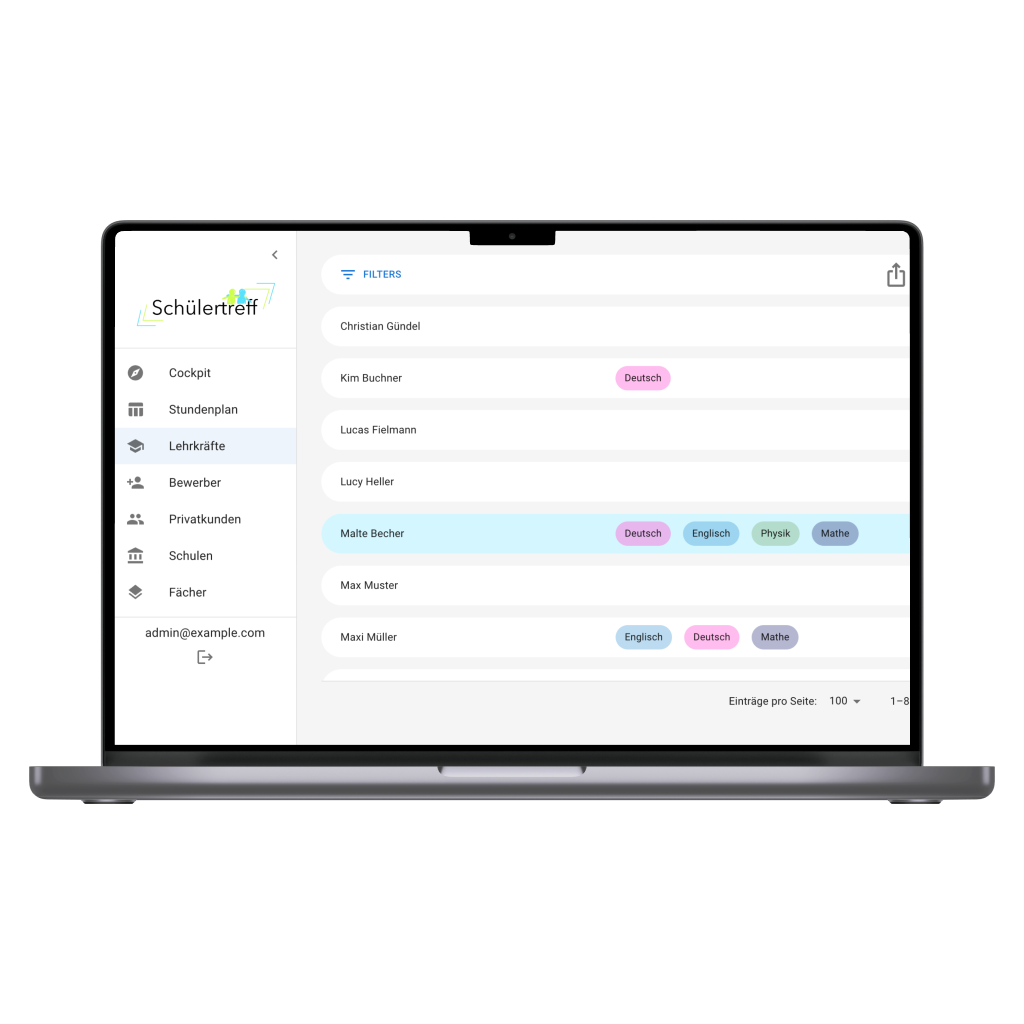 Schülertreff
Cockpit
Stundenplan
Lehrkräfte
Bewerber
Privatkunden
Schulen
Fächer
admin@example.com
FILTERS
Christian Gündel
Kim Buchner Deutsch
Lucas Fielmann
Lucy Heller
Malte Becher Deutsch Englisch Physik Mathe
Max Muster
Maxi Müller Englisch Deutsch Mathe
Einträge pro Seite: 100 1–8